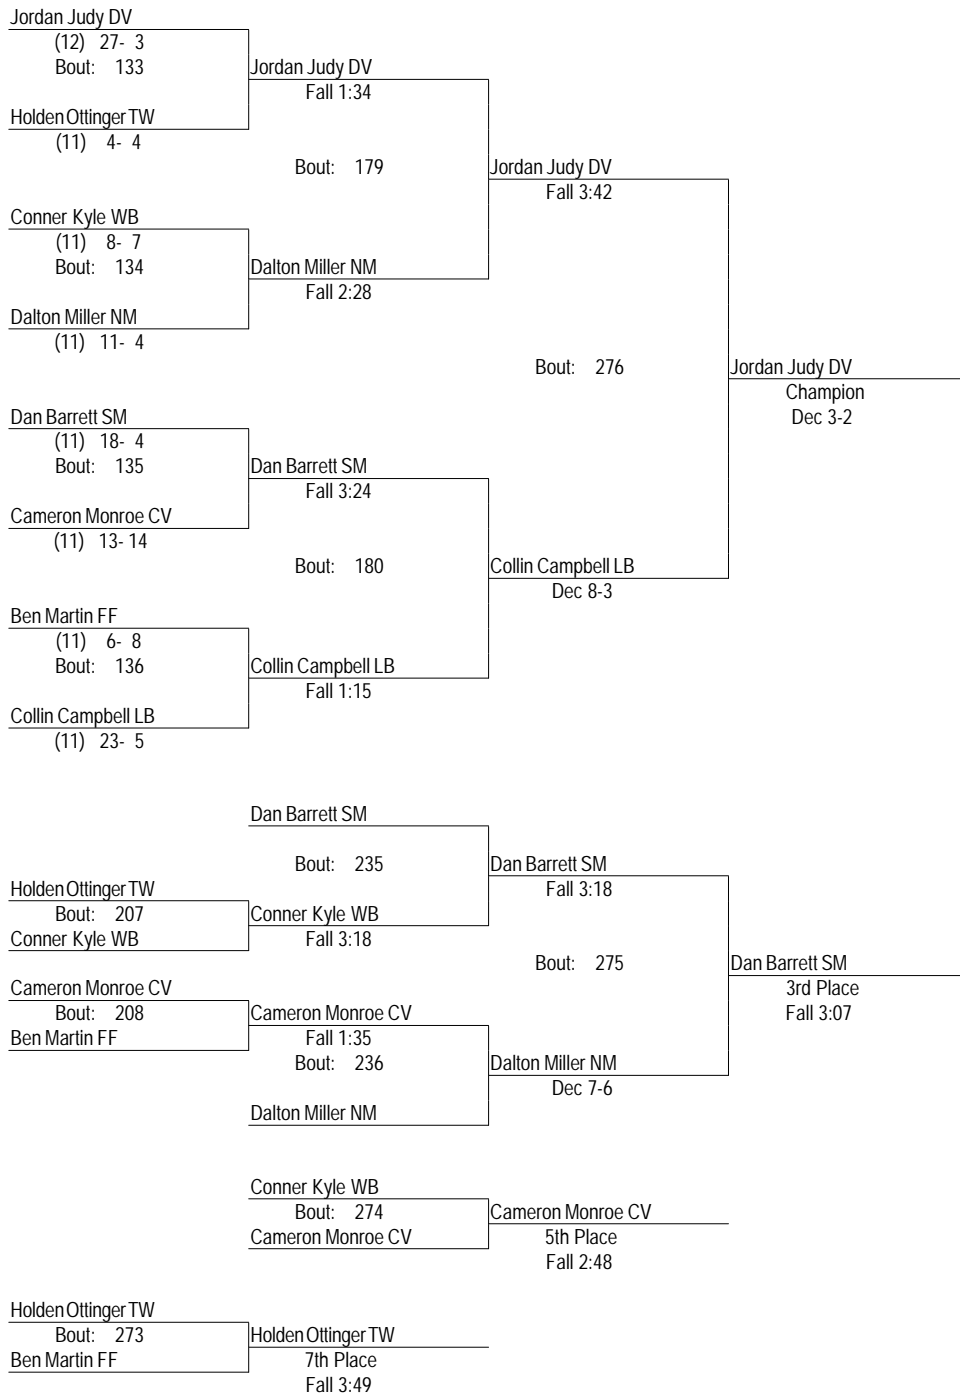 Jordan Judy DV
(12) 27- 3
Bout: 133
Jordan Judy DV
Fall 1:34
Holden Ottinger TW
(11) 4- 4
Bout: 179
Jordan Judy DV
Fall 3:42
Conner Kyle WB
(11) 8- 7
Bout: 134
Dalton Miller NM
Fall 2:28
Dalton Miller NM
(11) 11- 4
Bout: 276
Jordan Judy DV
Champion
Dec 3-2
Dan Barrett SM
(11) 18- 4
Bout: 135
Dan Barrett SM
Fall 3:24
Cameron Monroe CV
(11) 13- 14
Bout: 180
Collin Campbell LB
Dec 8-3
Ben Martin FF
(11) 6- 8
Bout: 136
Collin Campbell LB
Fall 1:15
Collin Campbell LB
(11) 23- 5
Dan Barrett SM
Bout: 235
Dan Barrett SM
Fall 3:18
Holden Ottinger TW
Bout: 207
Conner Kyle WB
Conner Kyle WB
Fall 3:18
Bout: 275
Dan Barrett SM
3rd Place
Fall 3:07
Cameron Monroe CV
Bout: 208
Ben Martin FF
Cameron Monroe CV
Fall 1:35
Bout: 236
Dalton Miller NM
Dec 7-6
Dalton Miller NM
Conner Kyle WB
Bout: 274
Cameron Monroe CV
Cameron Monroe CV
5th Place
Fall 2:48
Holden Ottinger TW
Bout: 273
Ben Martin FF
Holden Ottinger TW
7th Place
Fall 3:49